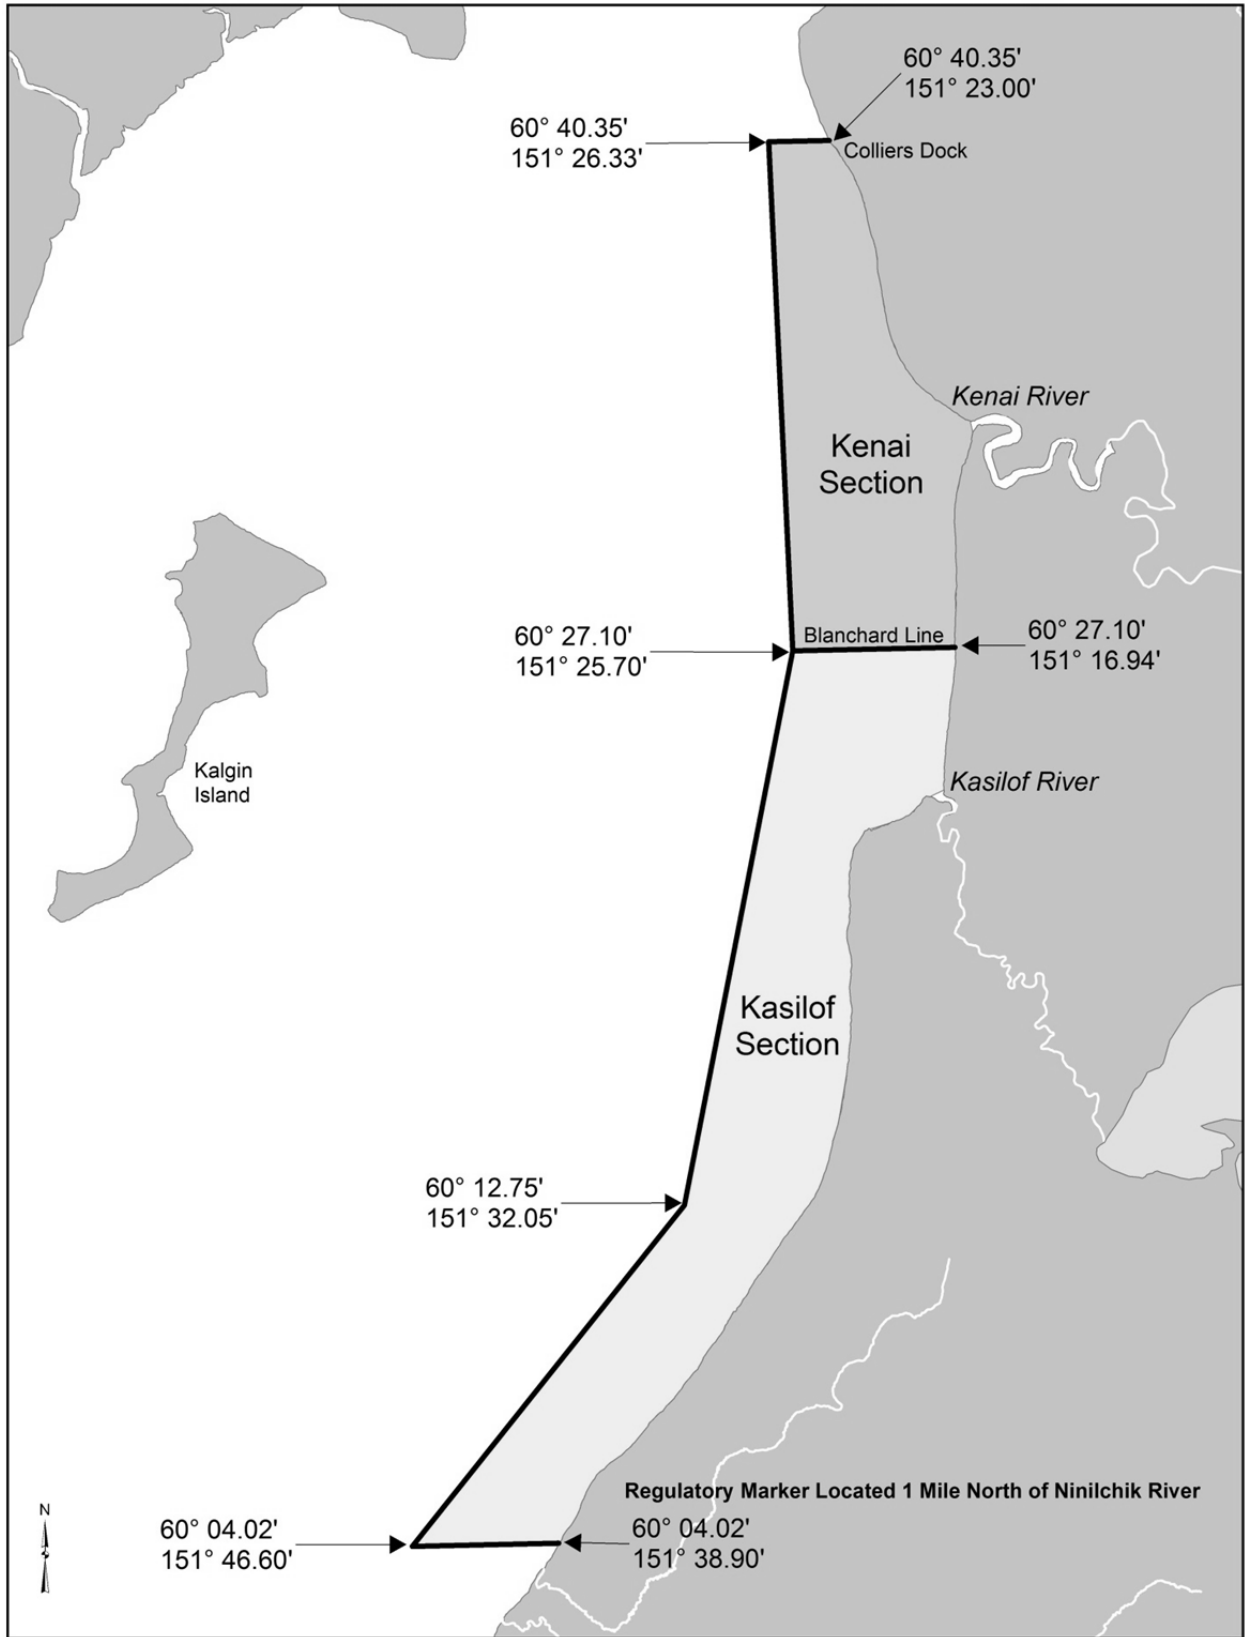 60° 40.35'
151° 23.00'
60° 40.35'
151° 26.33'
Colliers Dock
Kenai River
Kenai
Section
Blanchard Line
60° 27.10'
151° 25.70'
60° 27.10'
151° 16.94'
Kalgin
Island
Kasilof River
Kasilof
Section
60° 12.75'
151° 32.05'
Regulatory Marker Located 1 Mile North of Ninilchik River
N
60° 04.02'
151° 46.60'
60° 04.02'
151° 38.90'